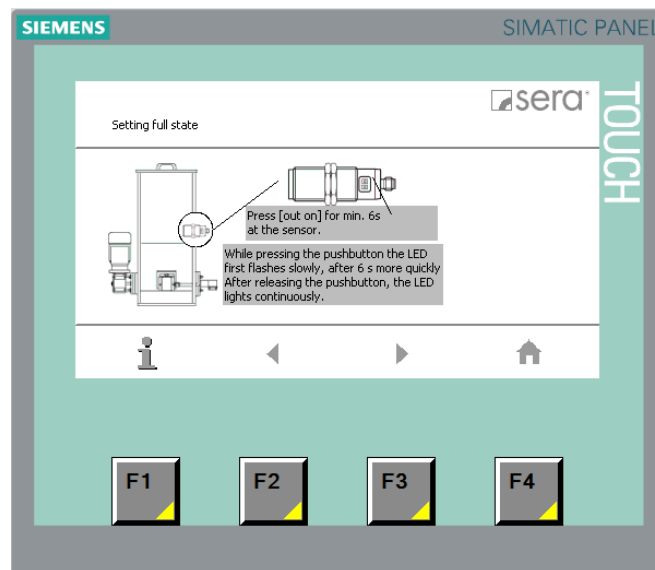 SIEMENS
SIMATIC PANEL
TOUCH
sera
Setting full state
Press [out on] for min. 6s
at the sensor.
While pressing the pushbutton the LED
first flashes slowly, after 6 s more quickly
After releasing the pushbutton, the LED
lights continuously.
F1
F2
F3
F4